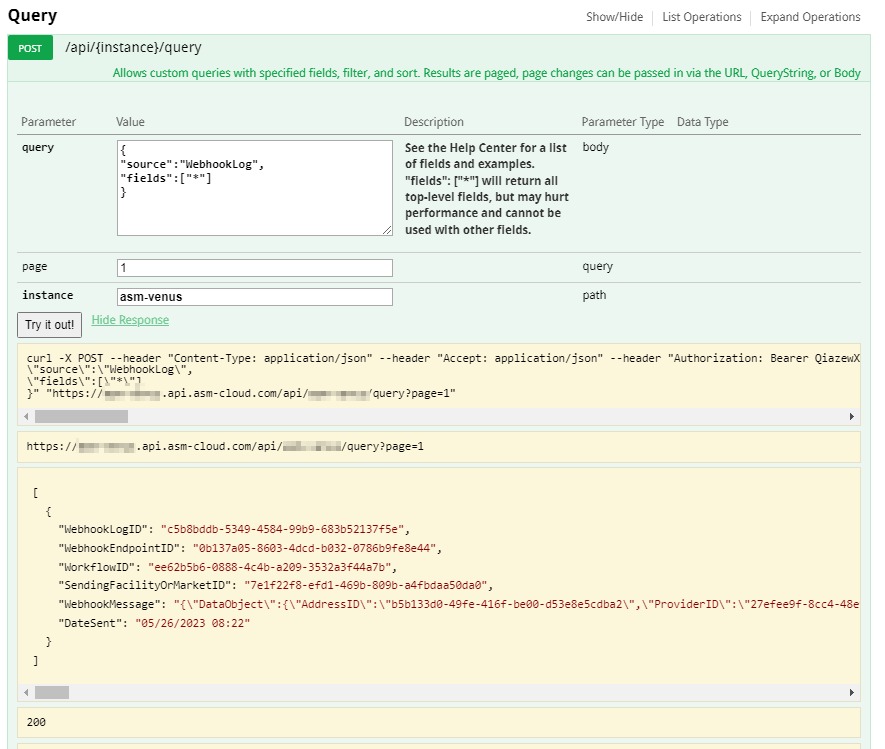 Query
Show/Hide List Operations Expand Operations
POST /api/{instance}/query
Allows custom queries with specified fields, filter, and sort. Results are paged, page changes can be passed in via the URL, QueryString, or Body
Parameter Value Description Parameter Type Data Type
query
{
"source":"WebhookLog",
"fields":["*"]
}
See the Help Center for a list
of fields and examples.
"fields": ["*"] will return all
top-level fields, but may hurt
performance and cannot be
used with other fields.
body
page 1 query
instance asm-venus path
Try it out! Hide Response
curl -X POST --header "Content-Type: application/json" --header "Accept: application/json" --header "Authorization: Bearer QiazewX
\"source\":\"WebhookLog\",
\"fields\":[\"*\"]
}" "https:// .api.asm-cloud.com/api/ /query?page=1"
https:// .api.asm-cloud.com/api/ /query?page=1
[
{
"WebhookLogID": "c5b8bddb-5349-4584-99b9-683b52137f5e",
"WebhookEndpointID": "0b137a05-8603-4dcd-b032-0786b9fe8e44",
"WorkflowID": "ee62b5b6-0888-4c4b-a209-3532a3f44a7b",
"SendingFacilityOrMarketID": "7e1f22f8-efd1-469b-809b-a4fbdaa50da0",
"WebhookMessage": "{\"DataObject\":{\"AddressID\":\"b5b133d0-49fe-416f-be00-d53e8e5cdba2\",\"ProviderID\":\"27efee9f-8cc4-48e
"DateSent": "05/26/2023 08:22"
}
]
200